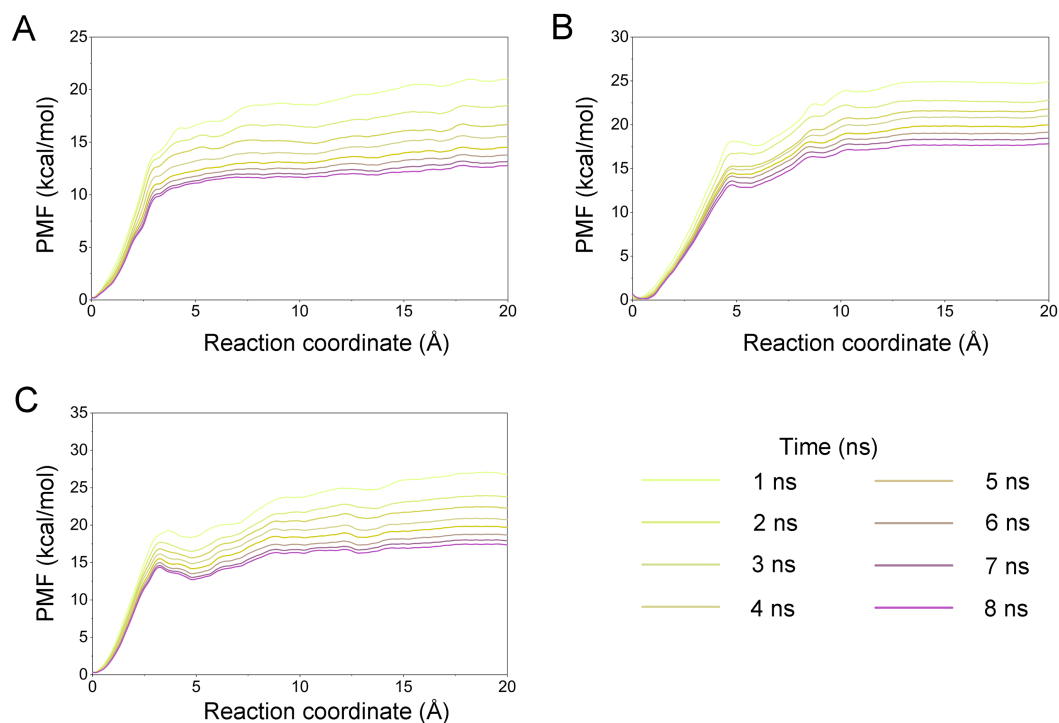 A
PMF (kcal/mol)
25
20
15
10
5
0
0 5 10 15 20
Reaction coordinate (Å)
B
PMF (kcal/mol)
30
25
20
15
10
5
0
0 5 10 15 20
Reaction coordinate (Å)
C
PMF (kcal/mol)
35
30
25
20
15
10
5
0
0 5 10 15 20
Reaction coordinate (Å)
Time (ns)
1 ns
2 ns
3 ns
4 ns
5 ns
6 ns
7 ns
8 ns